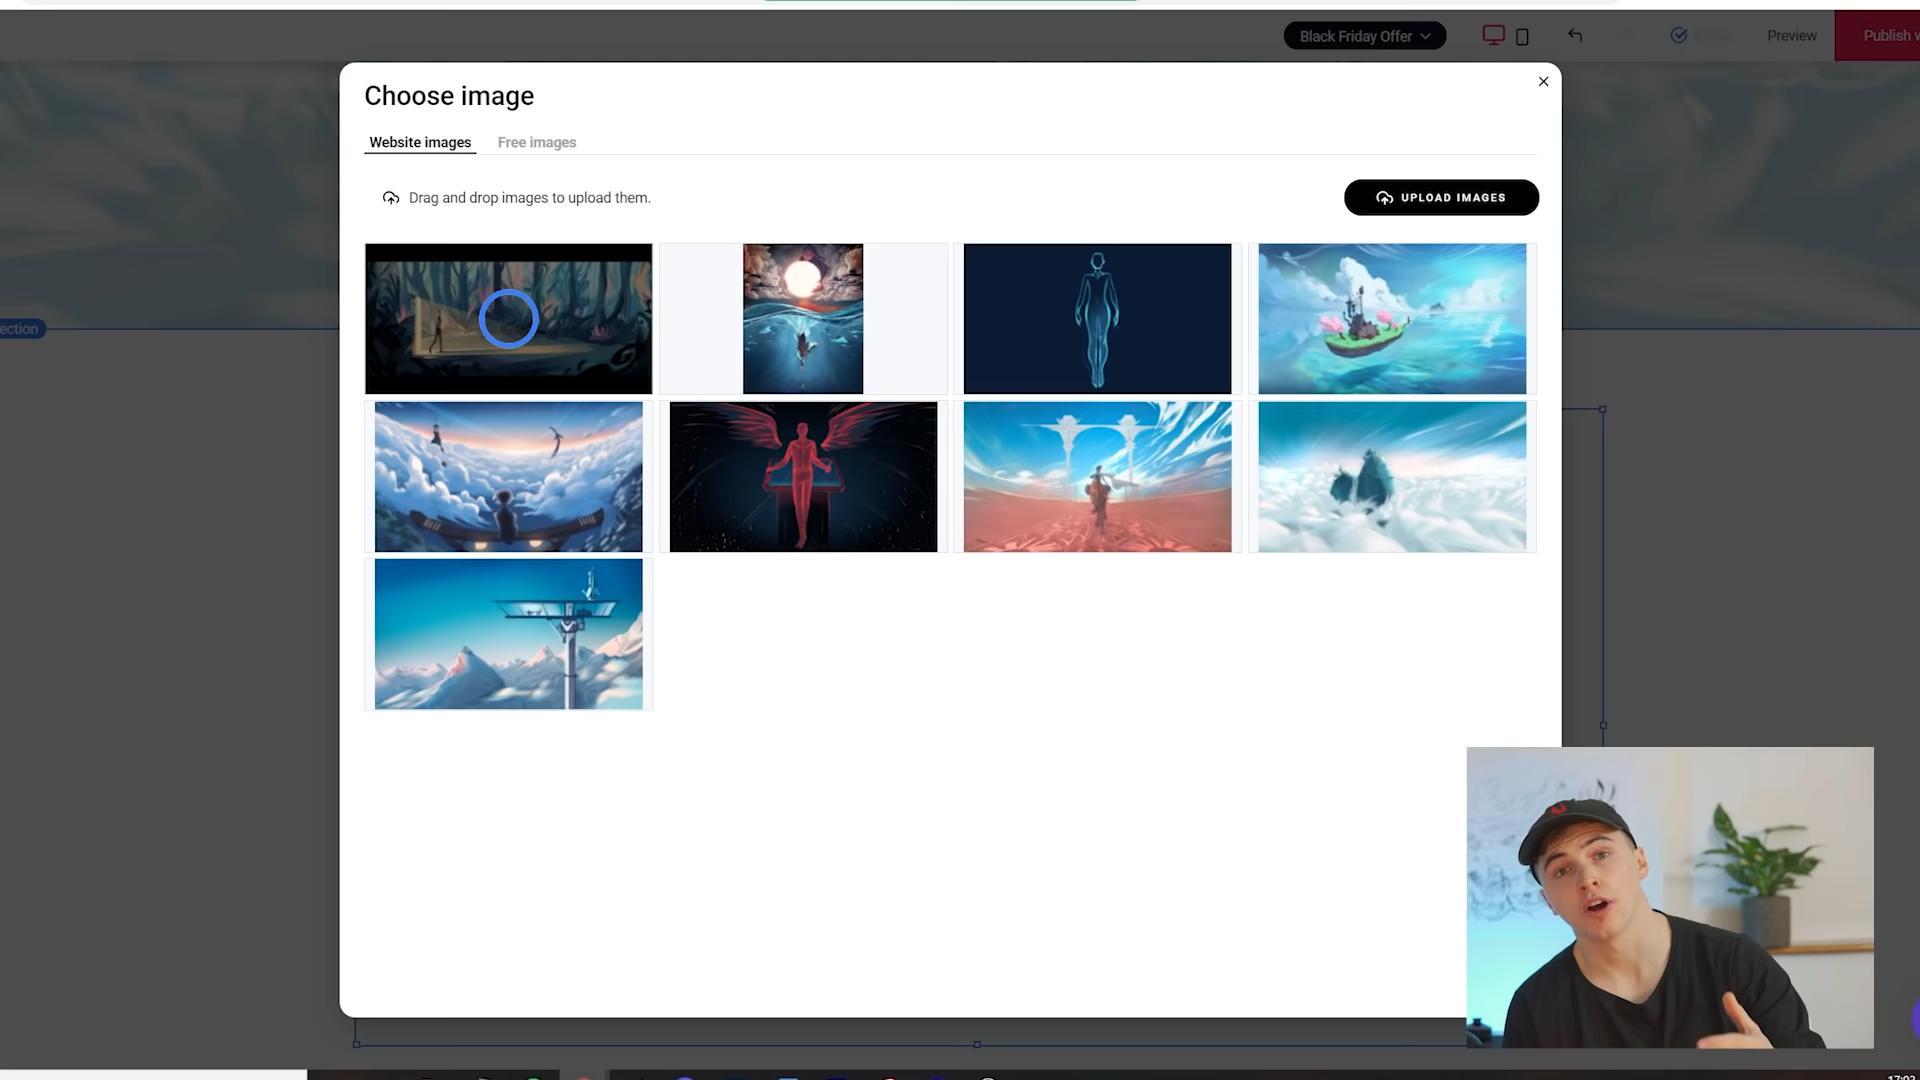 Black Friday Offer
Preview
Publish w
Choose image
Website images
Free images
Drag and drop images to upload them.
UPLOAD IMAGES
ection